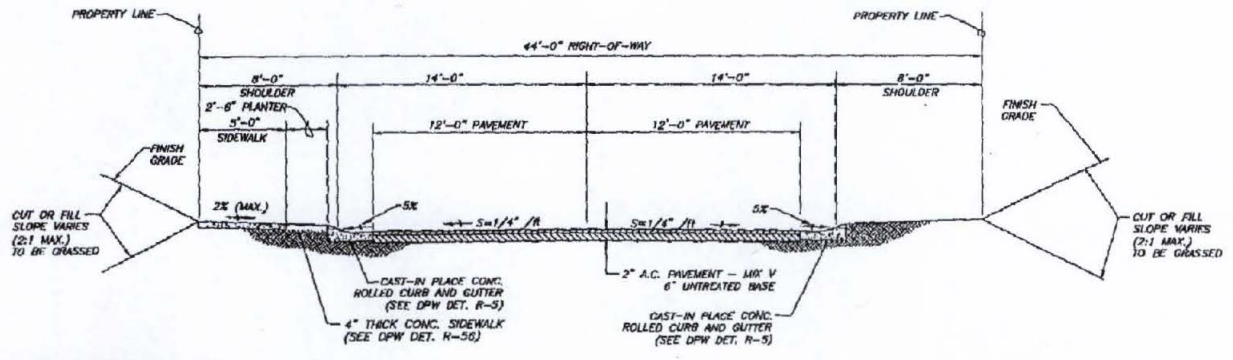 PROPERTY LINE
PROPERTY LINE
44'-0" RIGHT-OF-WAY
8'-0"
SHOULDER
14'-0"
14'-0"
8'-0"
SHOULDER
2'-6" PLANTER
5'-0"
SIDEWALK
12'-0" PAVEMENT
12'-0" PAVEMENT
FINISH
GRADE
FINISH
GRADE
2% (MAX.)
5%
S=1/4" /ft
S=1/4" /ft
5%
CUT OR FILL
SLOPE VARIES
(2:1 MAX.)
TO BE GRASSED
CUT OR FILL
SLOPE VARIES
(2:1 MAX.)
TO BE GRASSED
CAST-IN PLACE CONC.
ROLLED CURB AND GUTTER
(SEE DPW DET. R-5)
4" THICK CONC. SIDEWALK
(SEE DPW DET. R-56)
2" A.C. PAVEMENT - MIX V
6" UNTREATED BASE
CAST-IN PLACE CONC.
ROLLED CURB AND GUTTER
(SEE DPW DET. R-5)